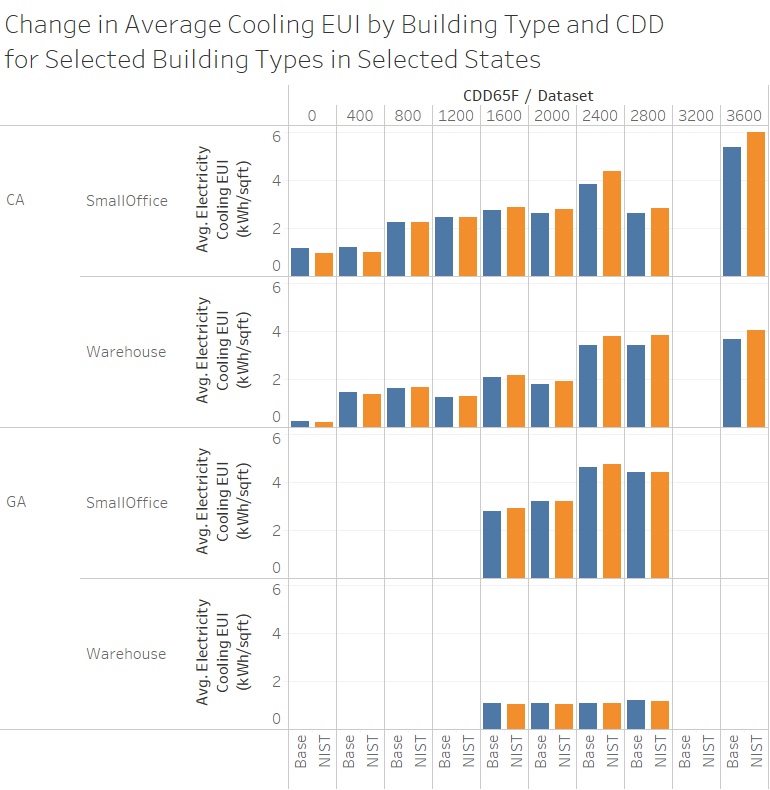 Change in Average Cooling EUI by Building Type and CDD
for Selected Building Types in Selected States
CDD65F / Dataset
0 400 800 1200 1600 2000 2400 2800 3200 3600
CA
SmallOffice
Avg. Electricity
Cooling EUI
(kWh/sqft)
6
4
2
0
Warehouse
Avg. Electricity
Cooling EUI
(kWh/sqft)
6
4
2
0
GA
SmallOffice
Avg. Electricity
Cooling EUI
(kWh/sqft)
6
4
2
0
Warehouse
Avg. Electricity
Cooling EUI
(kWh/sqft)
6
4
2
0
Base NIST Base NIST Base NIST Base NIST Base NIST Base NIST Base NIST Base NIST Base NIST Base NIST